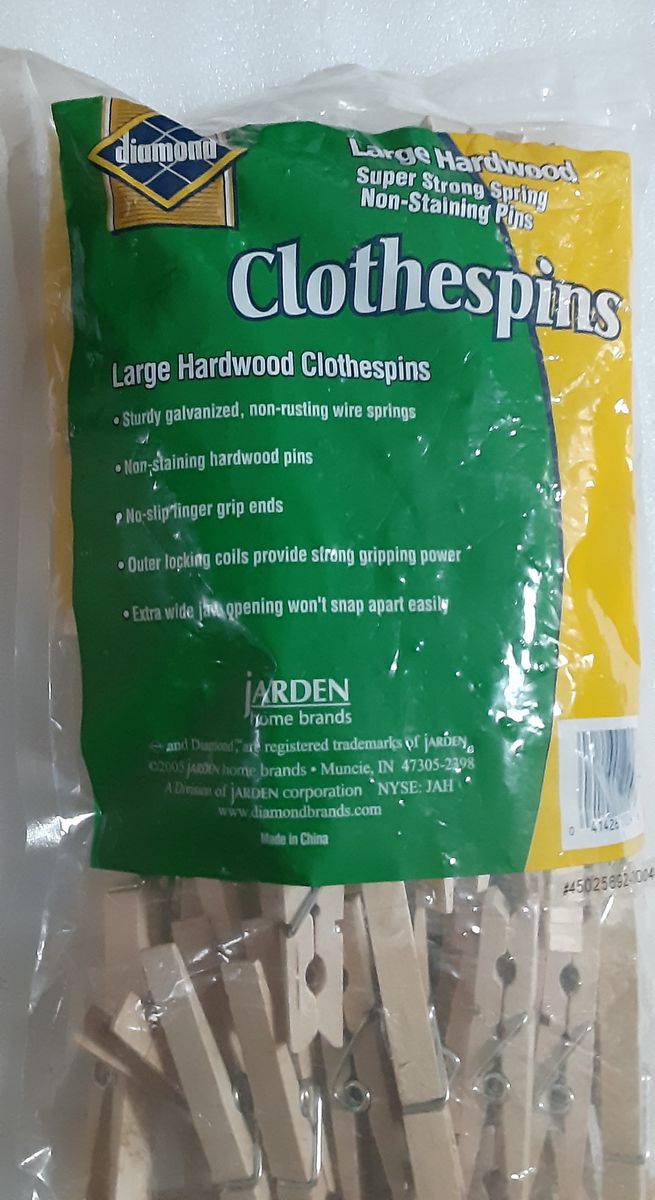 diamond
Large Hardwood
Super Strong Spring
Non-Staining Pins
Clothespins
Large Hardwood Clothespins
• Sturdy galvanized, non-rusting wire springs
• Non-staining hardwood pins
• No-slip finger grip ends
• Outer locking coils provide strong gripping power
• Extra wide jaw opening won't snap apart easily
JARDEN
home brands
and Diamond, are registered trademarks of JARDEN
©2005 JARDEN home brands • Muncie, IN 47305-2398
A Division of JARDEN corporation NYSE: JAH
www.diamondbrands.com
Made in China
0